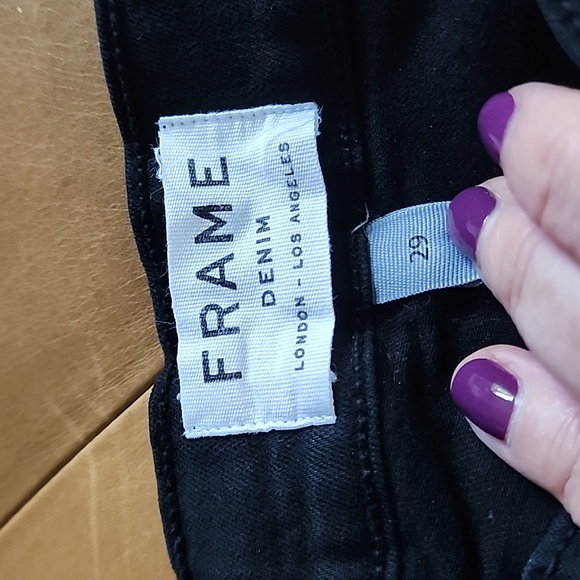 FRAME
DENIM
LONDON - LOS ANGELES
29